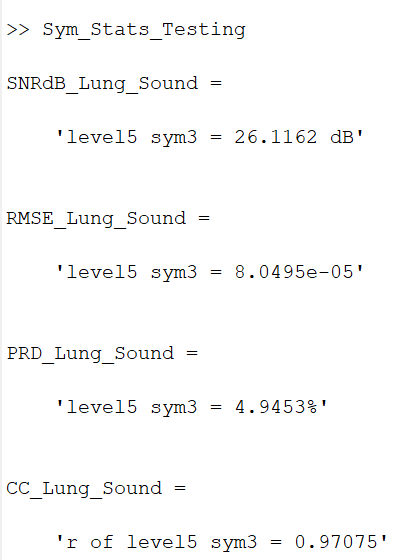 >> Sym_Stats_Testing
SNRdB_Lung_Sound =
'level5 sym3 = 26.1162 dB'
RMSE_Lung_Sound =
'level5 sym3 = 8.0495e-05'
PRD_Lung_Sound =
'level5 sym3 = 4.9453%'
CC_Lung_Sound =
'r of level5 sym3 = 0.97075'